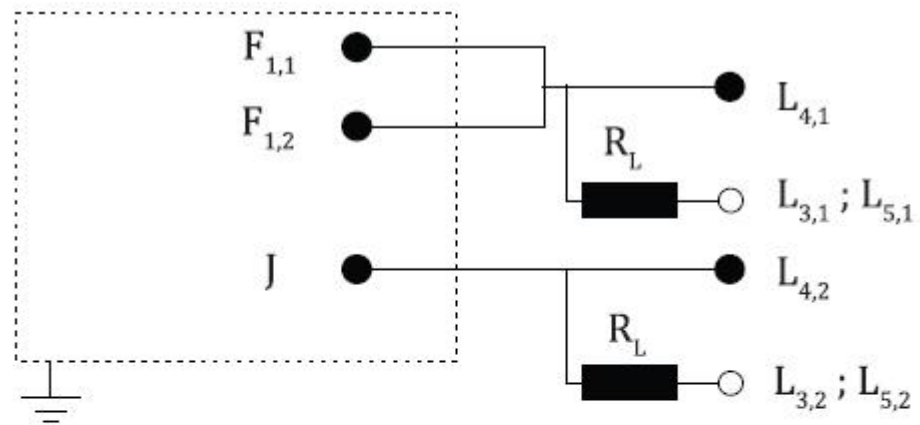 F1,1
L4,1
F1,2
RL
L3,1 ; L5,1
J
L4,2
RL
L3,2 ; L5,2